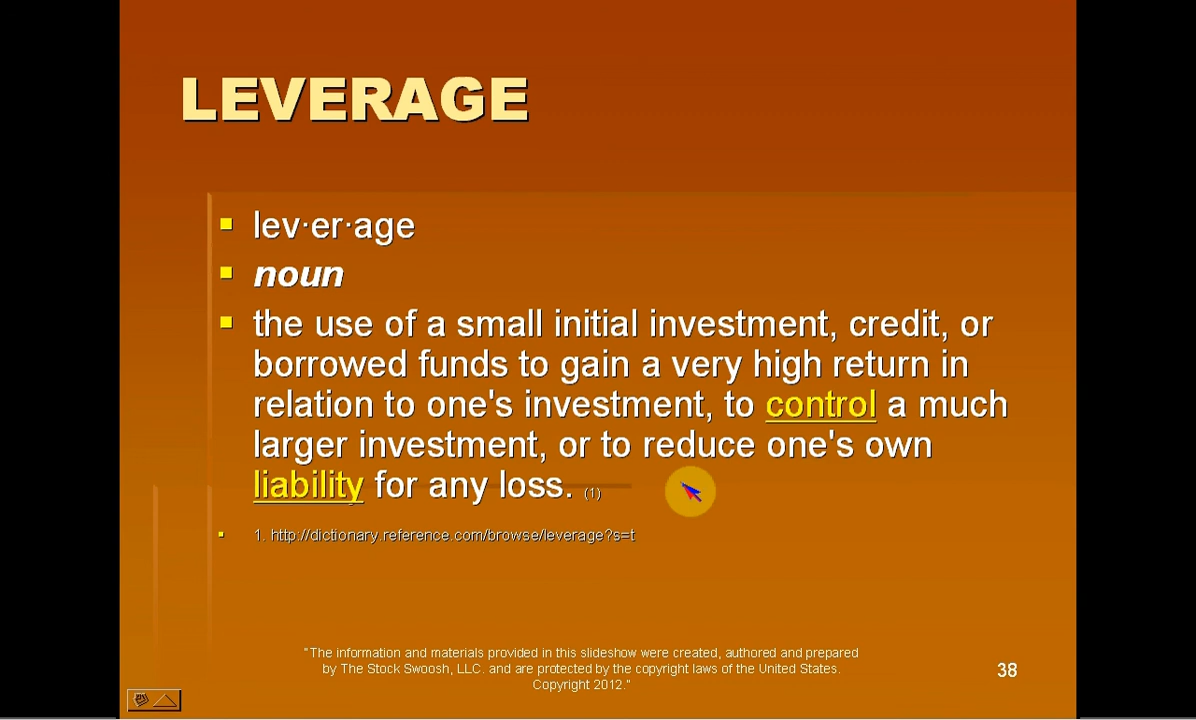 LEVERAGE
lev·er·age
noun
the use of a small initial investment, credit, or
borrowed funds to gain a very high return in
relation to one's investment, to control a much
larger investment, or to reduce one's own
liability for any loss. (1)
1. http://dictionary.reference.com/browse/leverage?s=t
"The information and materials provided in this slideshow were created, authored and prepared
by The Stock Swoosh, LLC. and are protected by the copyright laws of the United States.
Copyright 2012."
38